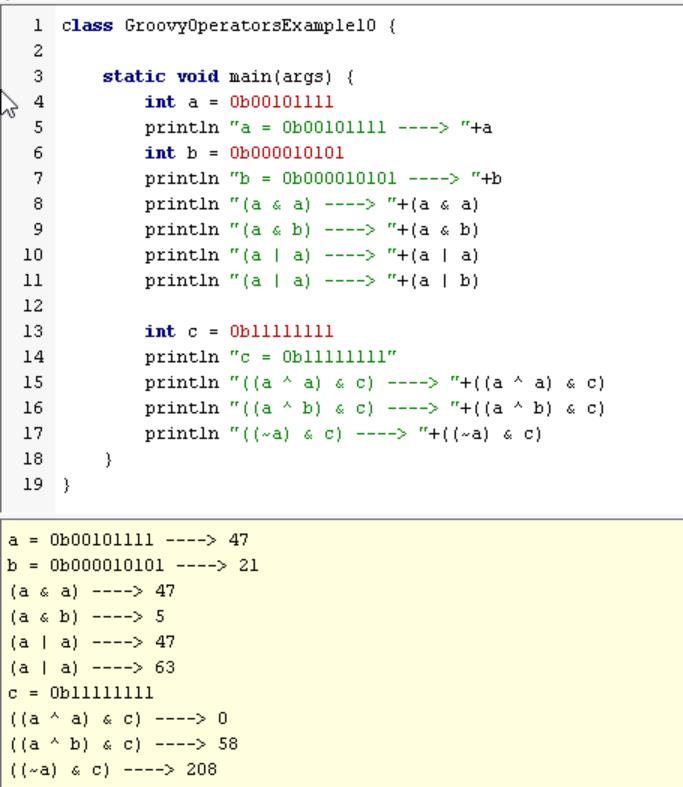 1 class GroovyOperatorsExample10 {
2
3 static void main(args) {
4 int a = 0b00101111
5 println "a = 0b00101111 ----> "+a
6 int b = 0b000010101
7 println "b = 0b000010101 ----> "+b
8 println "(a & a) ----> "+(a & a)
9 println "(a & b) ----> "+(a & b)
10 println "(a | a) ----> "+(a | a)
11 println "(a | a) ----> "+(a | b)
12
13 int c = 0b11111111
14 println "c = 0b11111111"
15 println "((a ^ a) & c) ----> "+((a ^ a) & c)
16 println "((a ^ b) & c) ----> "+((a ^ b) & c)
17 println "((~a) & c) ----> "+((~a) & c)
18 }
19 }
a = 0b00101111 ----> 47
b = 0b000010101 ----> 21
(a & a) ----> 47
(a & b) ----> 5
(a | a) ----> 47
(a | a) ----> 63
c = 0b11111111
((a ^ a) & c) ----> 0
((a ^ b) & c) ----> 58
((~a) & c) ----> 208